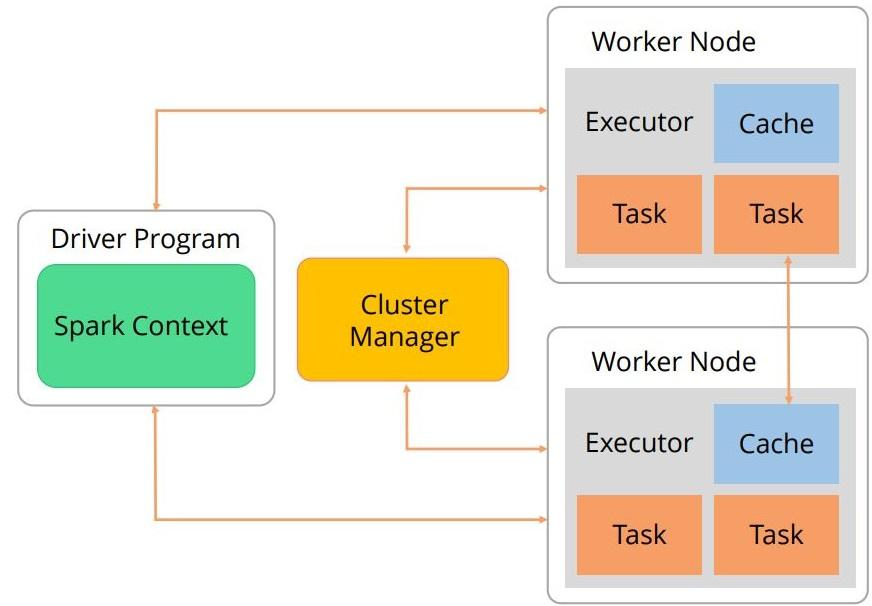 Worker Node
Executor
Cache
Task
Task
Driver Program
Spark Context
Cluster
Manager
Worker Node
Executor
Cache
Task
Task